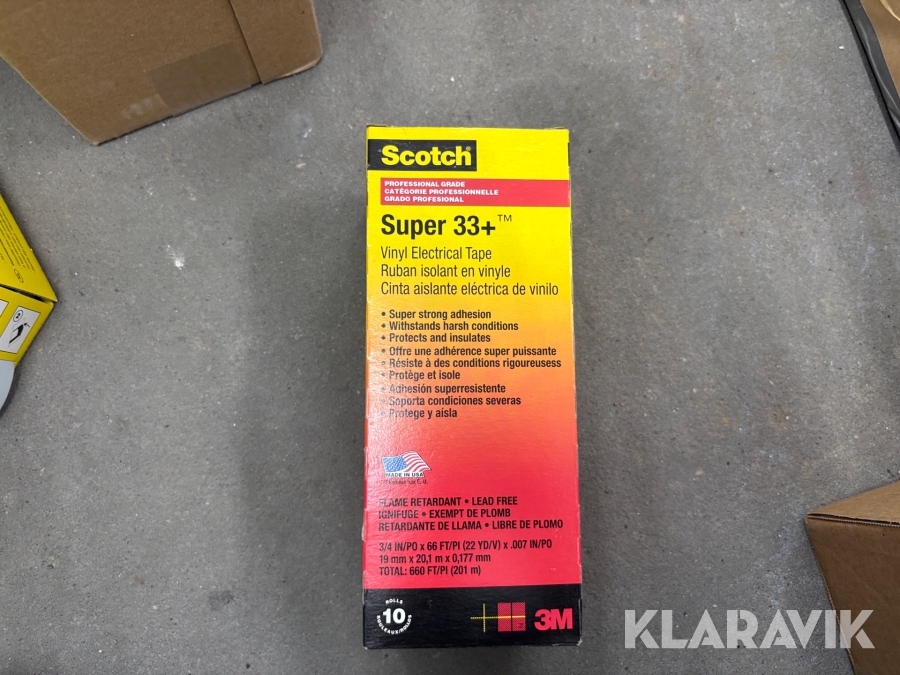 Scotch
PROFESSIONAL GRADE
CATÉGORIE PROFESSIONNELLE
GRADO PROFESIONAL
Super 33+™
Vinyl Electrical Tape
Ruban isolant en vinyle
Cinta aislante eléctrica de vinilo
• Super strong adhesion
• Withstands harsh conditions
• Protects and insulates
• Offre une adhérence super puissante
• Résiste à des conditions rigoureusess
• Protège et isole
• Adhesión superresistente
• Soporta condiciones severas
• Protege y aísla
MADE IN USA
FLAME RETARDANT • LEAD FREE
IGNIFUGE • EXEMPT DE PLOMB
RETARDANTE DE LLAMA • LIBRE DE PLOMO
3/4 IN/PO x 66 FT/PI (22 YD/V) x .007 IN/PO
19 mm x 20,1 m x 0,177 mm
TOTAL: 660 FT/PI (201 m)
ROLLS
10
ROULEAUX/ROLLOS
3M
KLARAVIK